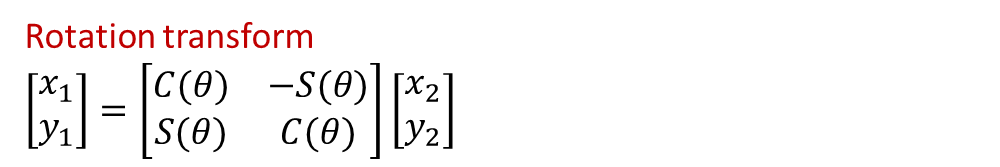 Rotation transform
[x₁ y₁] = [C(θ) −S(θ) S(θ) C(θ)] [x₂ y₂]